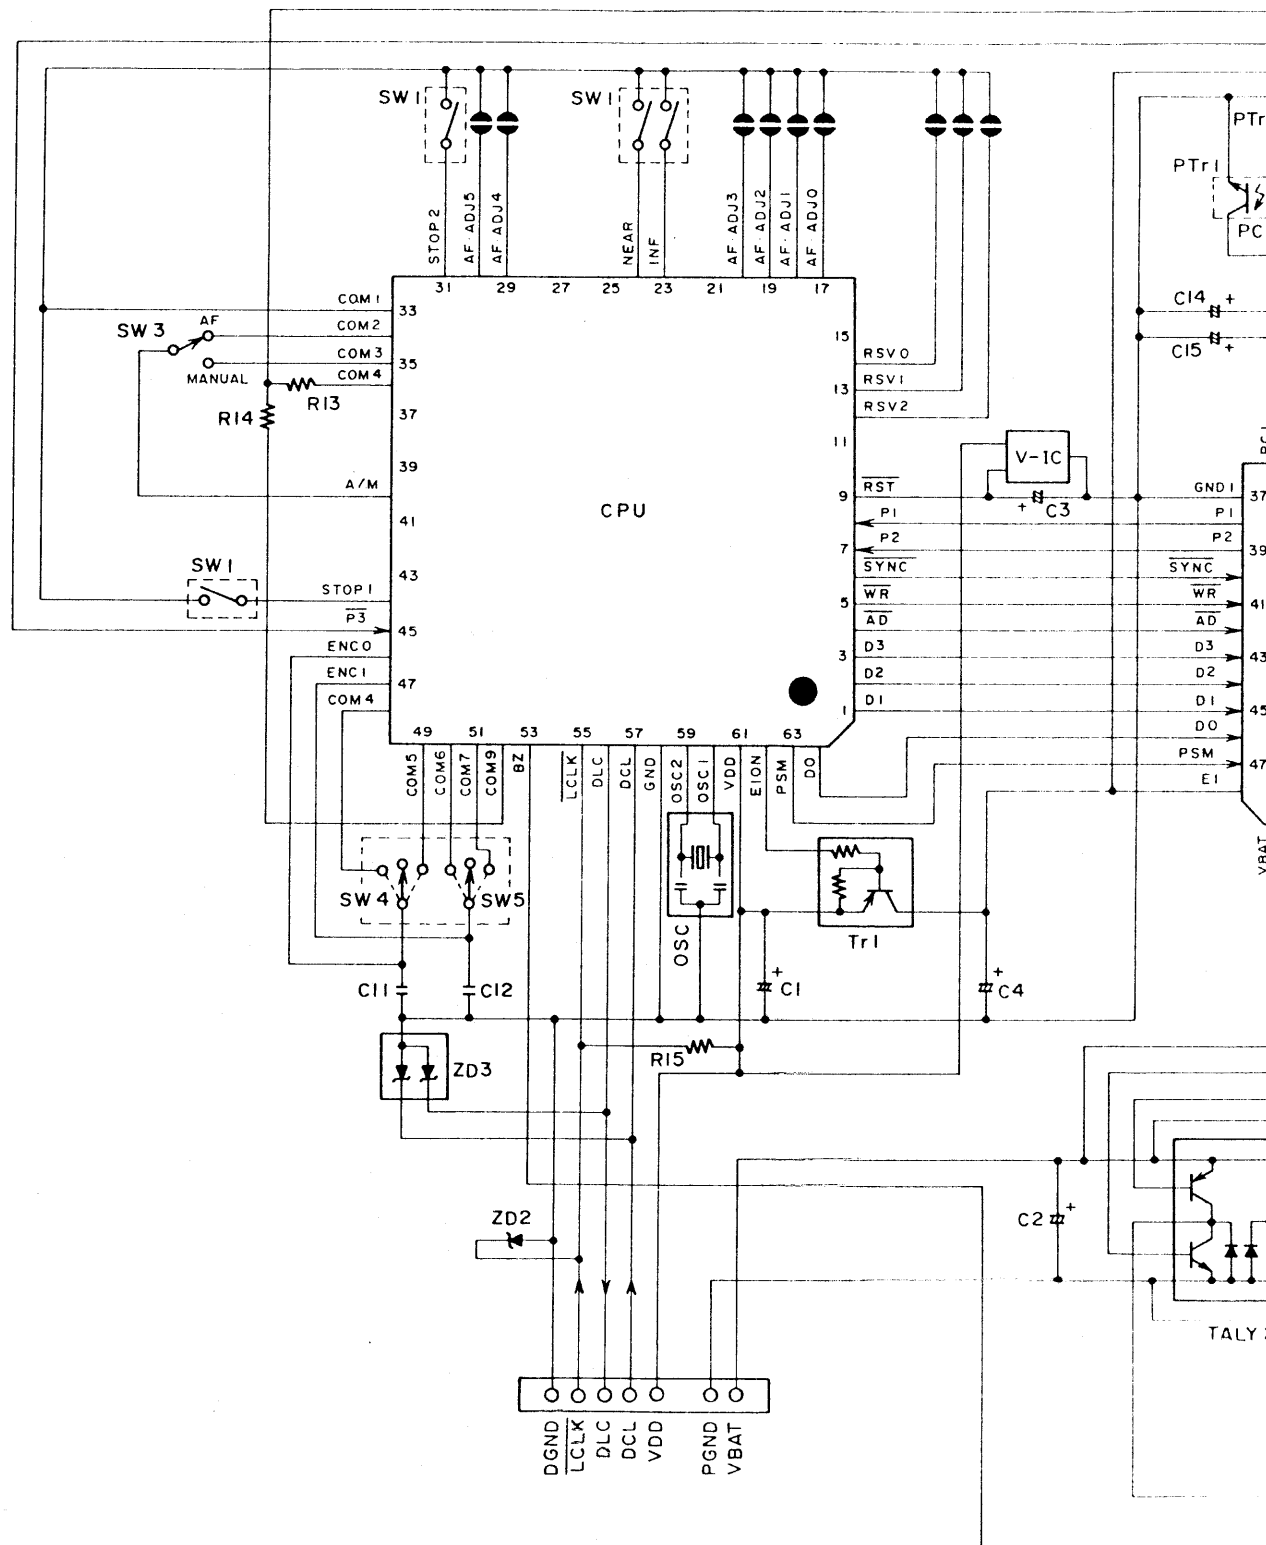 SW1
SW1
PTr
PTr1
PC
STOP2
AF·ADJ5
AF·ADJ4
NEAR
INF
AF·ADJ3
AF·ADJ2
AF·ADJ1
AF·ADJ0
31 29 27 25 23 21 19 17
COM1 33
C14 +
SW3 AF COM2
15
COM3 35
RSV0
C15 +
MANUAL COM4
13 RSV1
R13
R14 37
RSV2
11
V-IC
39
A/M
9 RST
+ C3
GND1 37
CPU
41
P1 P1
7 P2 P2 39
SW1 43
SYNC SYNC
STOP1
5 WR WR 41
P3 45
AD AD
ENC0
3 D3 D3 43
ENC1 47
D2 D2
COM4
1 D1 D1 45
D0
49 51 53 55 57 59 61 63
PSM 47
E1
COM5
COM6
COM7
COM9
BZ
LCLK
DLC
DCL
GND
OSC2
OSC1
VDD
EION
PSM
D0
VBAT
SW4 SW5
OSC
Tr1
C11 C12
+ C1
+ C4
R15
ZD3
ZD2
C2 +
TALY
DGND
LCLK
DLC
DCL
VDD
PGND
VBAT